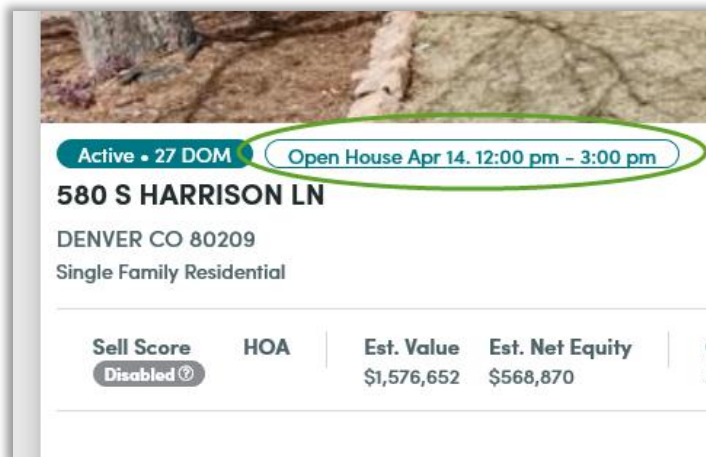 Active • 27 DOM
Open House Apr 14. 12:00 pm - 3:00 pm
580 S HARRISON LN
DENVER CO 80209
Single Family Residential
Sell Score HOA Est. Value Est. Net Equity
Disabled ? $1,576,652 $568,870